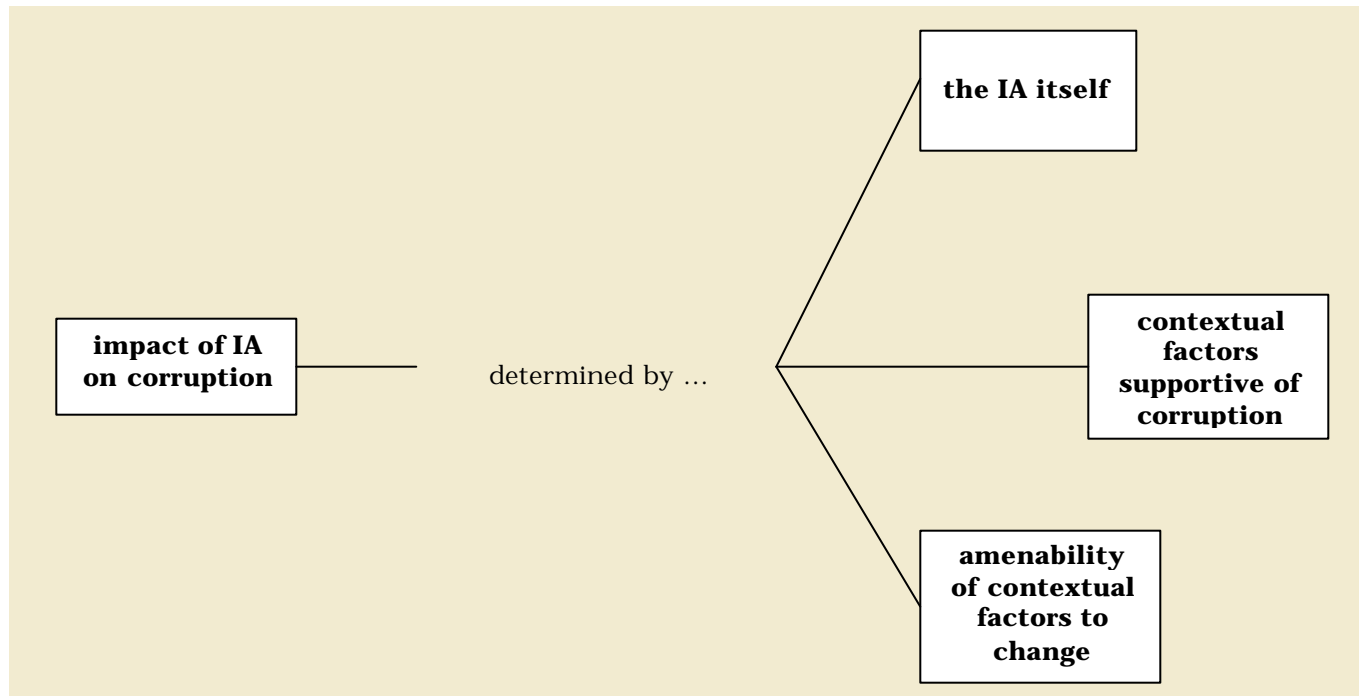 the IA itself
impact of IA
on corruption
determined by …
contextual
factors
supportive of
corruption
amenability
of contextual
factors to
change